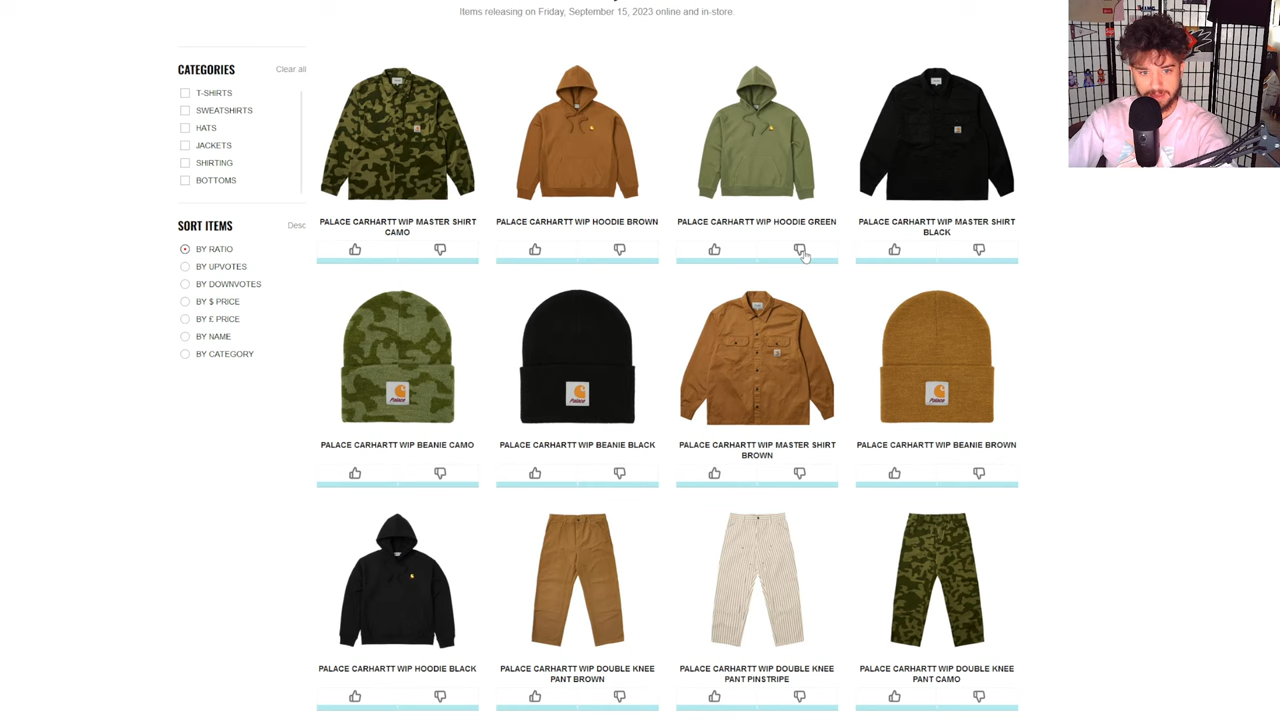 Items releasing on Friday, September 15, 2023 online and in-store.
CATEGORIES
Clear all
T-SHIRTS
SWEATSHIRTS
HATS
JACKETS
SHIRTING
BOTTOMS
SORT ITEMS
Desc
BY RATIO
BY UPVOTES
BY DOWNVOTES
BY $ PRICE
BY £ PRICE
BY NAME
BY CATEGORY
PALACE CARHARTT WIP MASTER SHIRT
CAMO
PALACE CARHARTT WIP HOODIE BROWN
PALACE CARHARTT WIP HOODIE GREEN
PALACE CARHARTT WIP MASTER SHIRT
BLACK
Palace
Palace
Palace
PALACE CARHARTT WIP BEANIE CAMO
PALACE CARHARTT WIP BEANIE BLACK
PALACE CARHARTT WIP MASTER SHIRT
BROWN
PALACE CARHARTT WIP BEANIE BROWN
PALACE CARHARTT WIP HOODIE BLACK
PALACE CARHARTT WIP DOUBLE KNEE
PANT BROWN
PALACE CARHARTT WIP DOUBLE KNEE
PANT PINSTRIPE
PALACE CARHARTT WIP DOUBLE KNEE
PANT CAMO